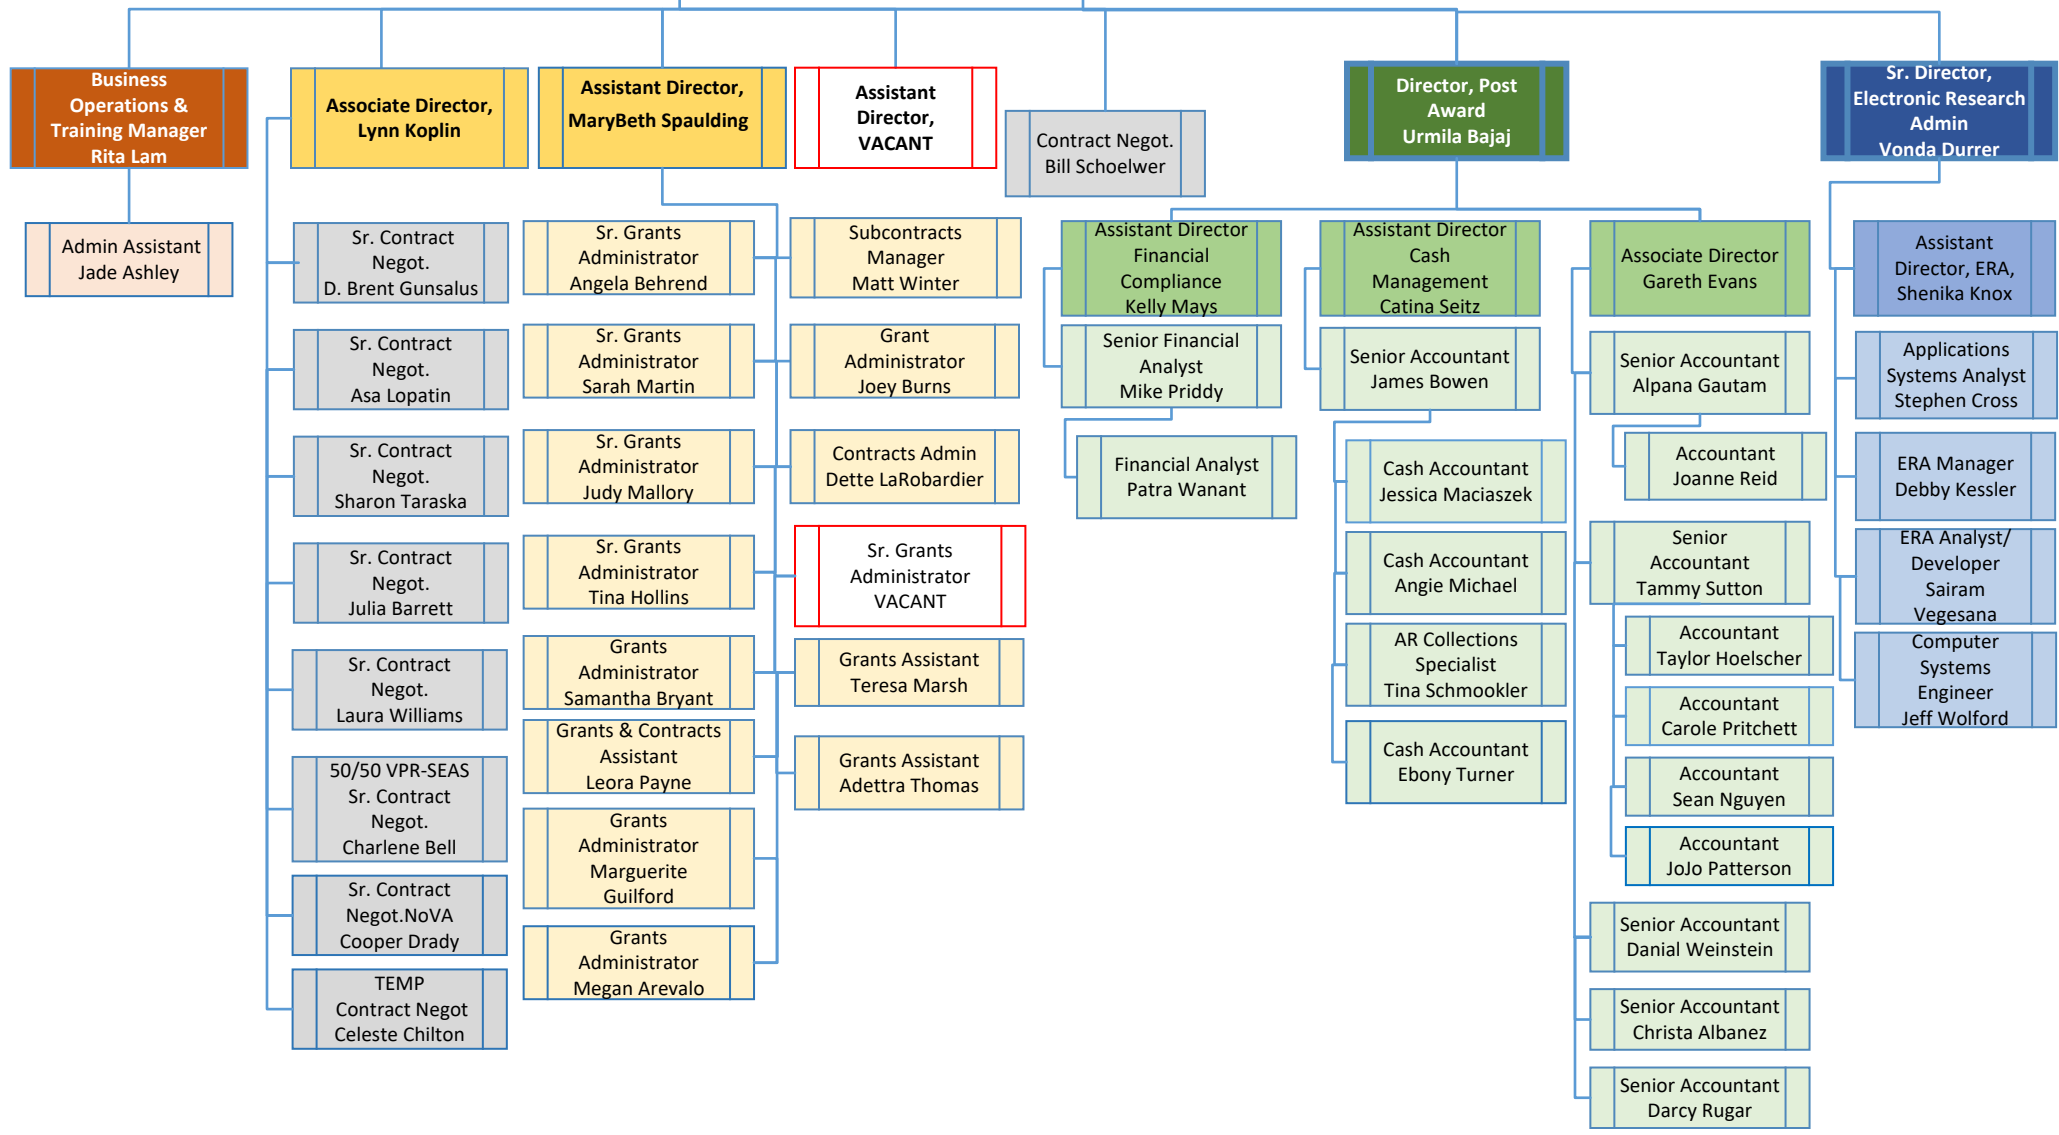 Business
Operations &
Training Manager
Rita Lam
Associate Director,
Lynn Koplin
Assistant Director,
MaryBeth Spaulding
Assistant
Director,
VACANT
Contract Negot.
Bill Schoelwer
Director, Post
Award
Urmila Bajaj
Sr. Director,
Electronic Research
Admin
Vonda Durrer
Admin Assistant
Jade Ashley
Sr. Contract
Negot.
D. Brent Gunsalus
Sr. Contract
Negot.
Asa Lopatin
Sr. Contract
Negot.
Sharon Taraska
Sr. Contract
Negot.
Julia Barrett
Sr. Contract
Negot.
Laura Williams
50/50 VPR-SEAS
Sr. Contract
Negot.
Charlene Bell
Sr. Contract
Negot.NoVA
Cooper Drady
TEMP
Contract Negot
Celeste Chilton
Sr. Grants
Administrator
Angela Behrend
Sr. Grants
Administrator
Sarah Martin
Sr. Grants
Administrator
Judy Mallory
Sr. Grants
Administrator
Tina Hollins
Grants
Administrator
Samantha Bryant
Grants & Contracts
Assistant
Leora Payne
Grants
Administrator
Marguerite
Guilford
Grants
Administrator
Megan Arevalo
Subcontracts
Manager
Matt Winter
Grant
Administrator
Joey Burns
Contracts Admin
Dette LaRobardier
Sr. Grants
Administrator
VACANT
Grants Assistant
Teresa Marsh
Grants Assistant
Adettra Thomas
Assistant Director
Financial
Compliance
Kelly Mays
Senior Financial
Analyst
Mike Priddy
Financial Analyst
Patra Wanant
Assistant Director
Cash
Management
Catina Seitz
Senior Accountant
James Bowen
Cash Accountant
Jessica Maciaszek
Cash Accountant
Angie Michael
AR Collections
Specialist
Tina Schmookler
Cash Accountant
Ebony Turner
Associate Director
Gareth Evans
Senior Accountant
Alpana Gautam
Accountant
Joanne Reid
Senior
Accountant
Tammy Sutton
Accountant
Taylor Hoelscher
Accountant
Carole Pritchett
Accountant
Sean Nguyen
Accountant
JoJo Patterson
Senior Accountant
Danial Weinstein
Senior Accountant
Christa Albanez
Senior Accountant
Darcy Rugar
Assistant
Director, ERA,
Shenika Knox
Applications
Systems Analyst
Stephen Cross
ERA Manager
Debby Kessler
ERA Analyst/
Developer
Sairam
Vegesana
Computer
Systems
Engineer
Jeff Wolford